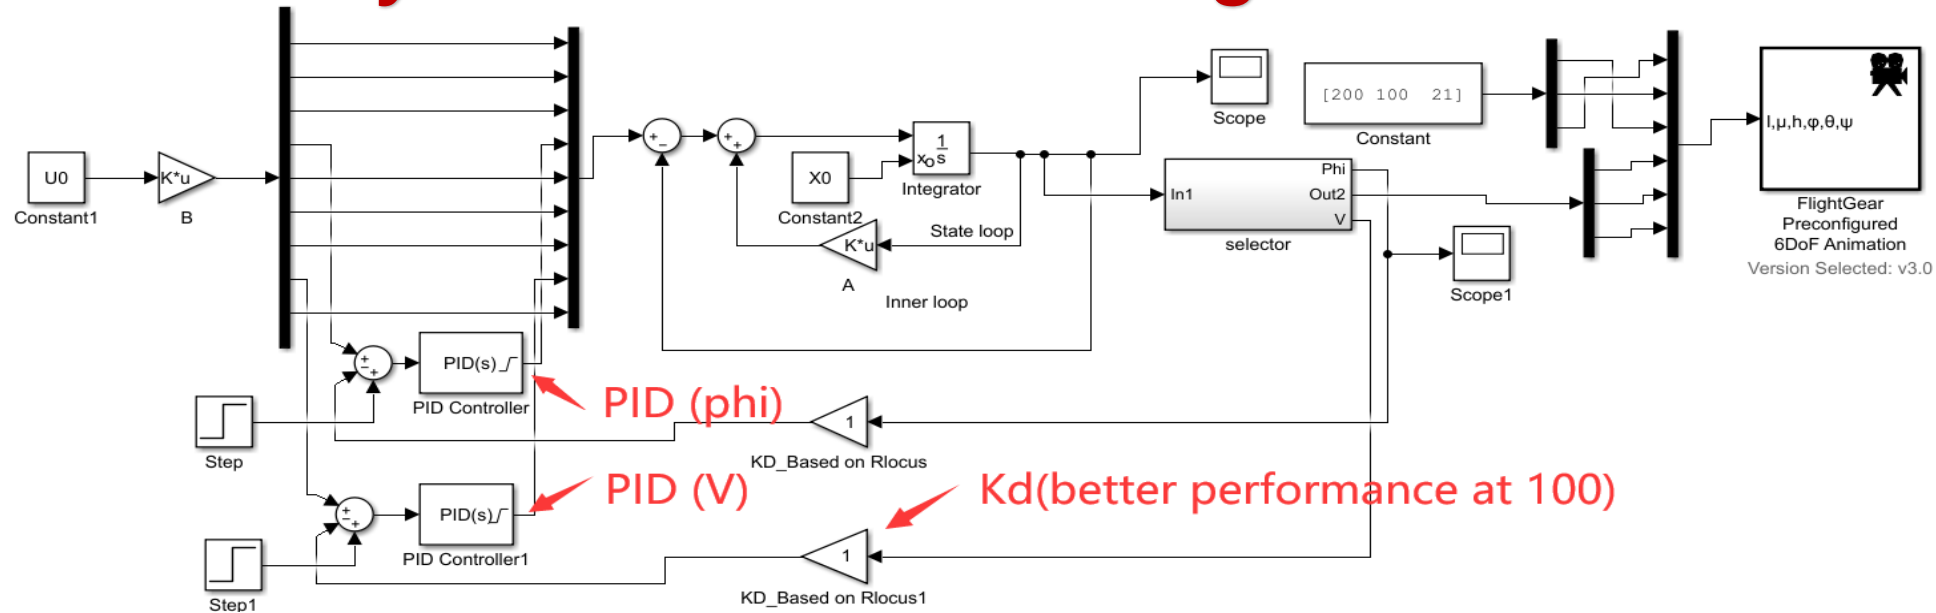 U0
Constant1
K*u
B
X0
Constant2
K*u
A
1
s
xo
Integrator
State loop
Inner loop
Scope
[200 100 21]
Constant
In1
Phi
Out2
V
selector
Scope1
l,μ,h,φ,θ,ψ
FlightGear
Preconfigured
6DoF Animation
Version Selected: v3.0
PID(s)
PID Controller
PID (phi)
Step
1
KD_Based on Rlocus
PID(s)
PID Controller1
PID (V)
Kd(better performance at 100)
Step1
1
KD_Based on Rlocus1